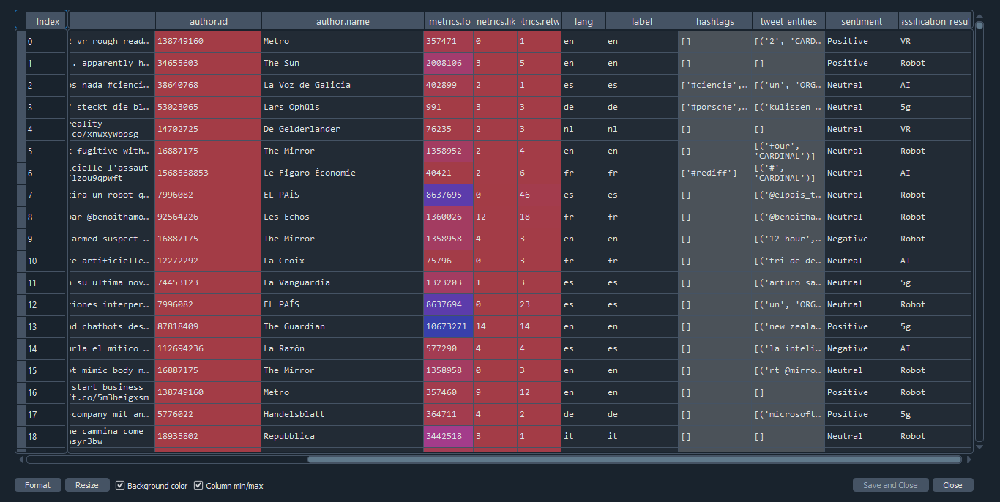 Index author.id author.name _metrics.fo netrics.lik trics.retw lang label hashtags tweet_entities sentiment ssification_resu
0 2 vr rough read… 138749160 Metro 357471 0 1 en en [] [('2', 'CARD… Positive VR
1 .. apparently h… 34655603 The Sun 2008106 3 5 en en [] [] Positive Robot
2 os nada #cienci… 38640768 La Voz de Galicia 402899 2 1 es es ['#ciencia',… [('un', 'ORG… Neutral AI
3 " steckt die bl… 53023065 Lars Ophüls 991 3 3 de de ['#porsche',… [('kulissen … Neutral 5g
4 reality
.co/xnwxywbpsg 14702725 De Gelderlander 76235 2 3 nl nl [] [] Neutral VR
5 fugitive with… 16887175 The Mirror 1358952 2 4 en en [] [('four',
'CARDINAL')] Neutral Robot
6 icielle l'assaut
/1zou9qpwft 1568568853 Le Figaro Économie 40421 2 6 fr fr ['#rediff'] [('#',
'CARDINAL')] Neutral AI
7 tira un robot q… 7996082 EL PAÍS 8637695 0 46 es es [] [('@elpais_t… Neutral Robot
8 par @benoithamo… 92564226 Les Echos 1360026 12 18 fr fr [] [('@benoitha… Neutral Robot
9 armed suspect … 16887175 The Mirror 1358958 4 3 en en [] [('12-hour',… Negative Robot
10 te artificielle… 12272292 La Croix 75796 0 3 fr fr [] [('tri de de… Neutral AI
11 n su ultima nov… 74453123 La Vanguardia 1323203 1 3 es es [] [('arturo sa… Neutral 5g
12 ciones interper… 7996082 EL PAÍS 8637694 0 23 es es [] [('un', 'ORG… Neutral Robot
13 nd chatbots des… 87818409 The Guardian 10673271 14 14 en en [] [('new zeala… Positive 5g
14 urla el mitico … 112694236 La Razón 577290 4 4 es es [] [('la inteli… Negative AI
15 ot mimic body m… 16887175 The Mirror 1358958 0 3 en en [] [('rt @mirro… Neutral Robot
16 start business
/t.co/5m3beigxsm 138749160 Metro 357460 9 12 en en [] [] Positive Robot
17 -company mit an… 5776022 Handelsblatt 364711 4 2 de de [] [('microsoft… Positive 5g
18 ne cammina come
nsyr3bw 18935802 Repubblica 3442518 3 1 it it [] [] Neutral Robot
Format Resize Background color Column min/max Save and Close Close